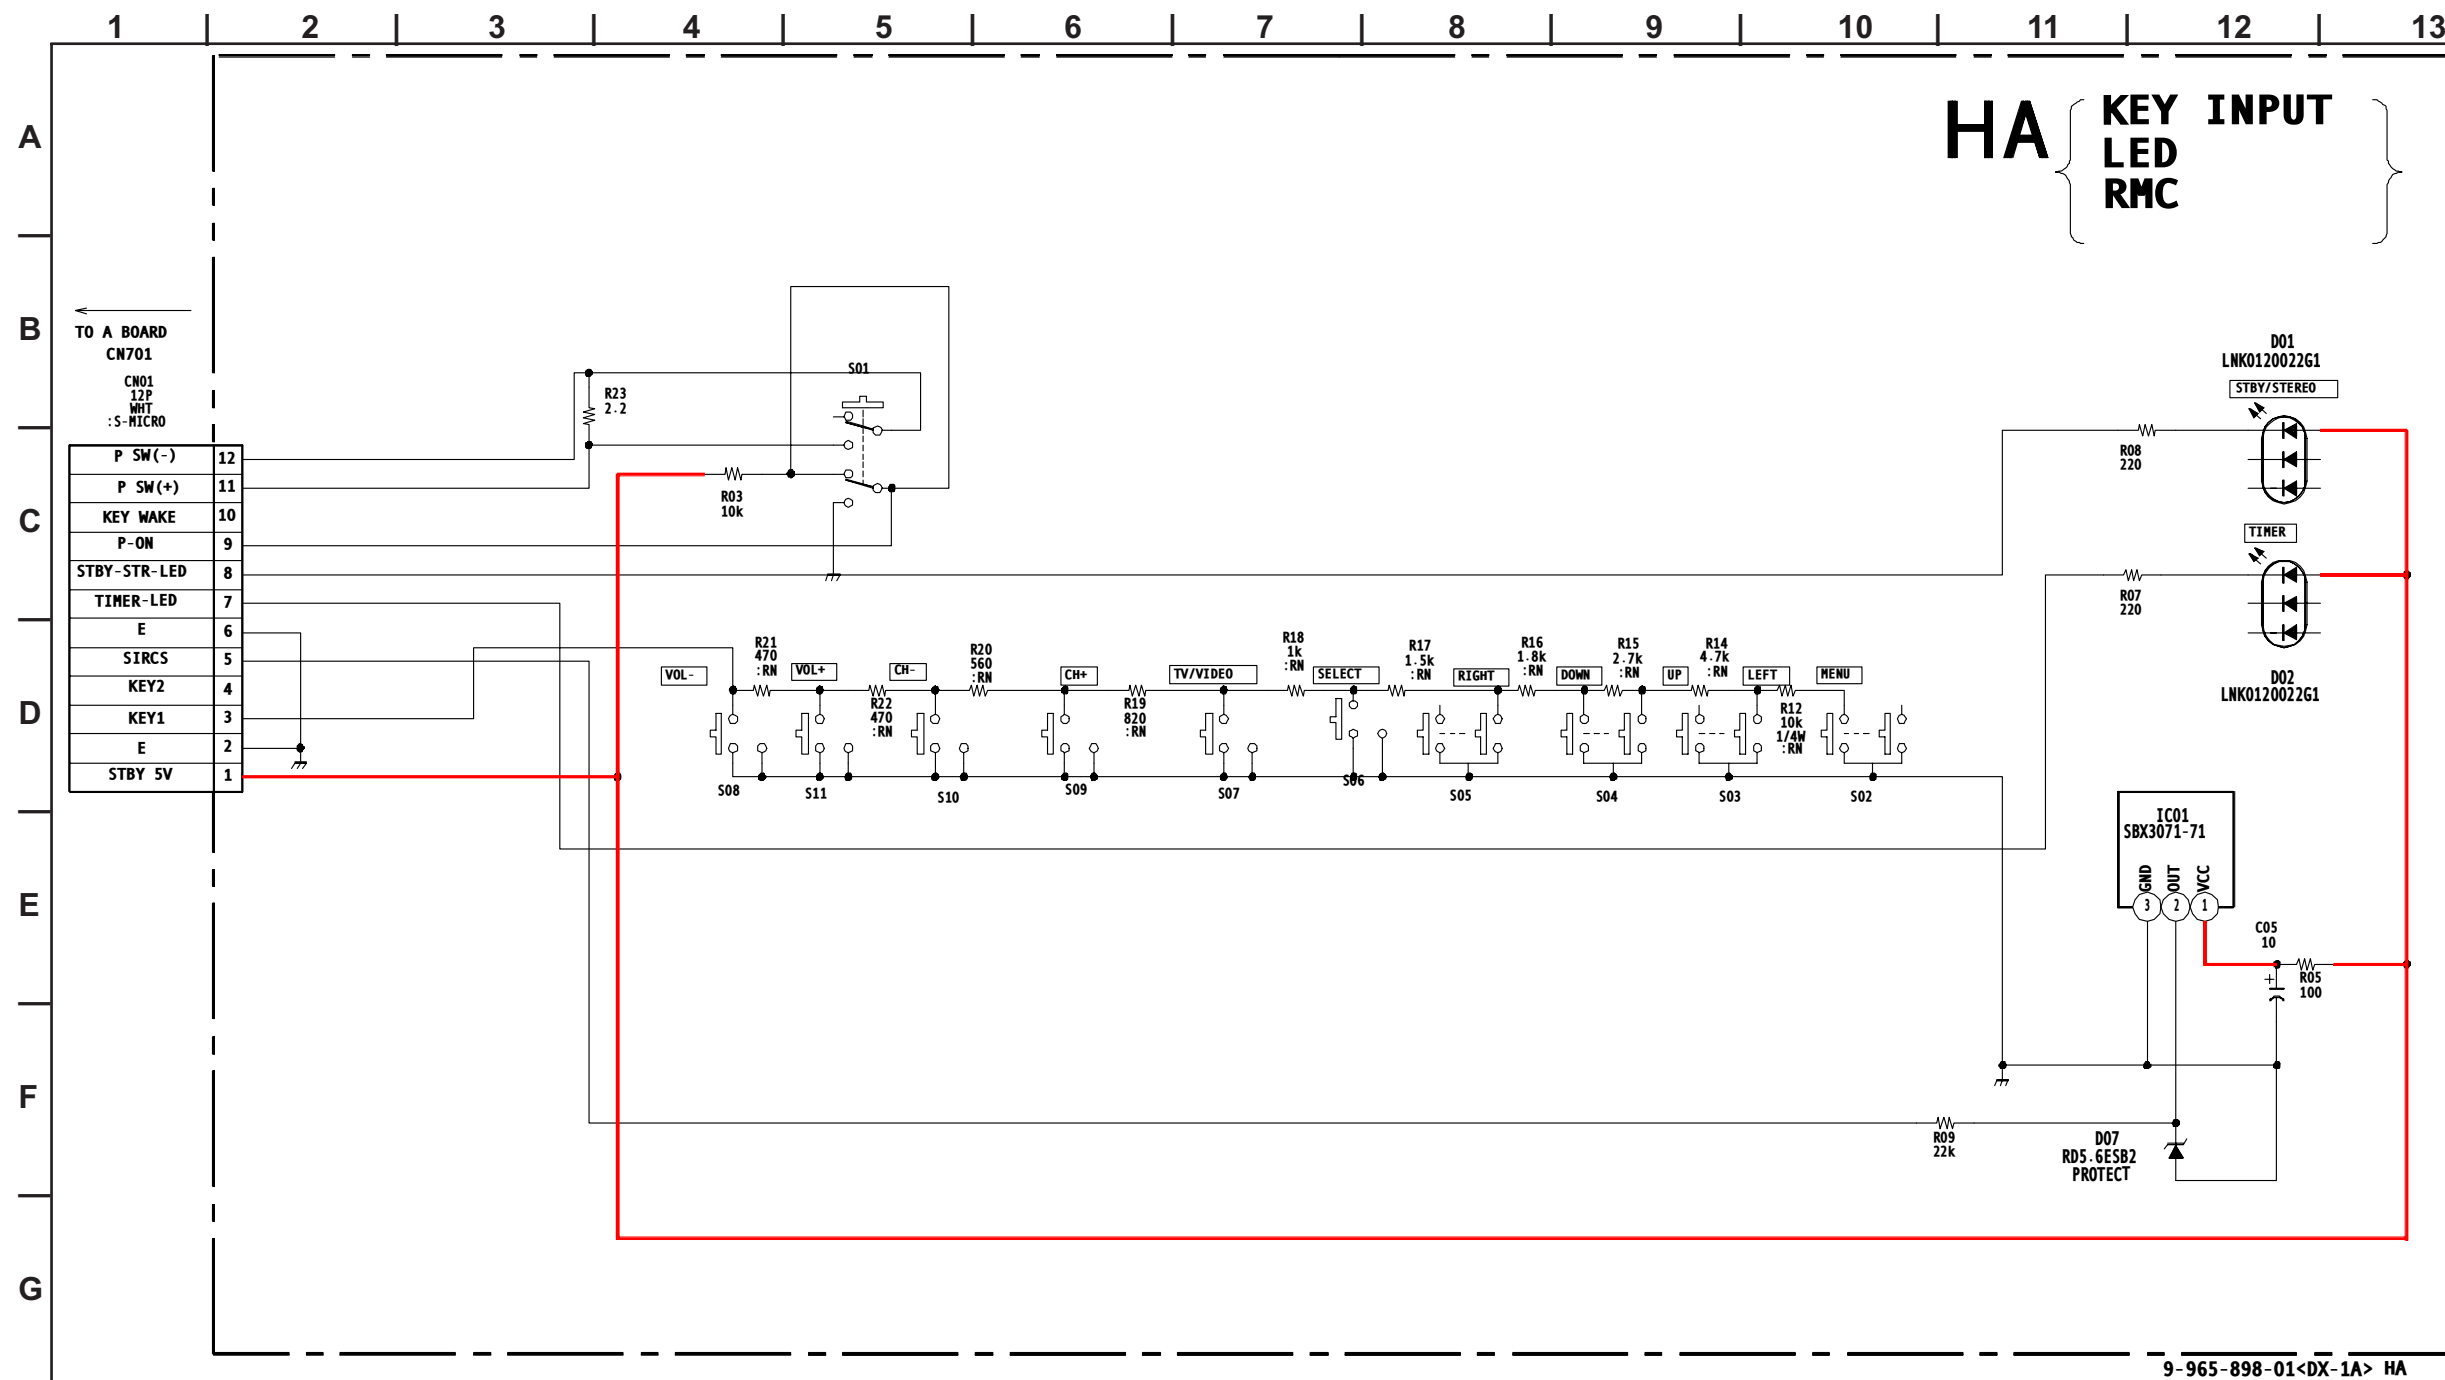 1 2 3 4 5 6 7 8 9 10 11 12 13
A
HA
KEY INPUT
LED
RMC
B
TO A BOARD
CN701
CN01
12P
WHT
:S-MICRO
R23
2.2
S01
D01
LNK0120022G1
STBY/STEREO
C
P SW(-) 12
P SW(+) 11
KEY WAKE 10
P-ON 9
STBY-STR-LED 8
TIMER-LED 7
E 6
SIRCS 5
KEY2 4
KEY1 3
E 2
STBY 5V 1
R03
10k
R08
220
TIMER
R07
220
D02
LNK0120022G1
D
VOL-
R21
470
:RN
VOL+
R22
470
:RN
CH-
R20
560
:RN
CH+
R19
820
:RN
TV/VIDEO
R18
1k
:RN
SELECT
R17
1.5k
:RN
RIGHT
R16
1.8k
:RN
DOWN
R15
2.7k
:RN
UP
R14
4.7k
:RN
LEFT
R12
10k
1/4W
:RN
MENU
S08 S11 S10 S09 S07 S06 S05 S04 S03 S02
E
IC01
SBX3071-71
GND OUT VCC
3 2 1
C05
10
+
R05
100
F
R09
22k
D07
RD5.6ESB2
PROTECT
G
9-965-898-01<DX-1A> HA